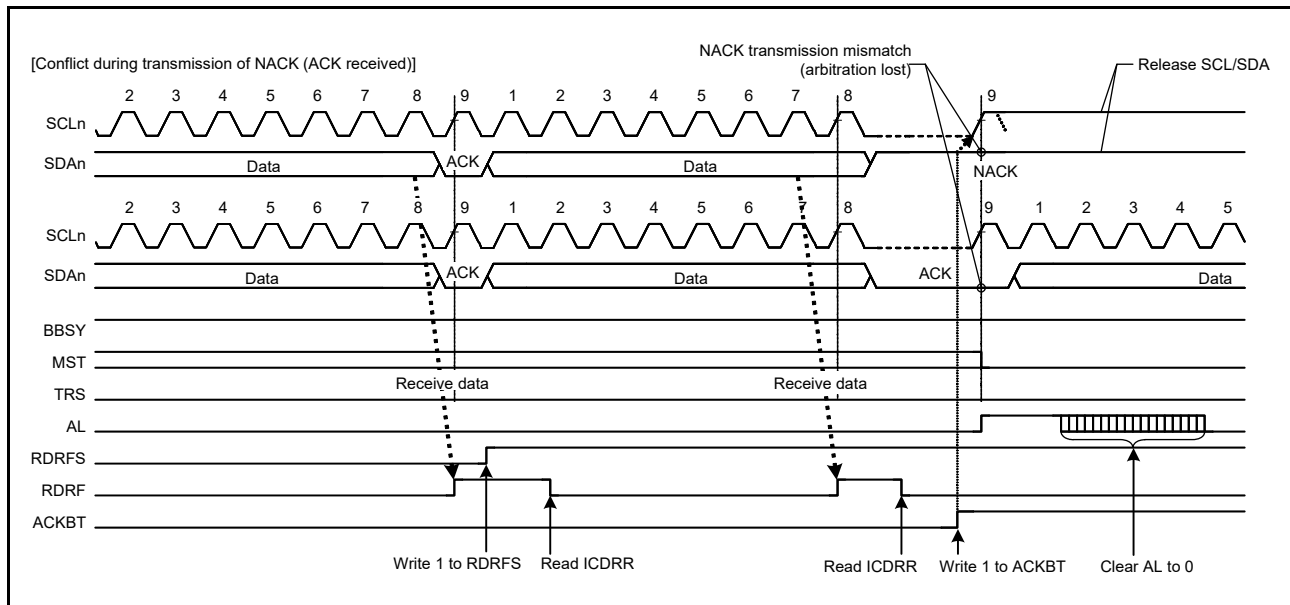 [Conflict during transmission of NACK (ACK received)]
NACK transmission mismatch
(arbitration lost)
Release SCL/SDA
2 3 4 5 6 7 8 9 1 2 3 4 5 6 7 8 9
SCLn
SDAn Data ACK Data NACK
2 3 4 5 6 7 8 9 1 2 3 4 5 6 7 8 9 1 2 3 4 5
SCLn
SDAn Data ACK Data ACK Data
BBSY
MST
Receive data Receive data
TRS
AL
RDRFS
RDRF
ACKBT
Write 1 to RDRFS Read ICDRR Read ICDRR Write 1 to ACKBT Clear AL to 0